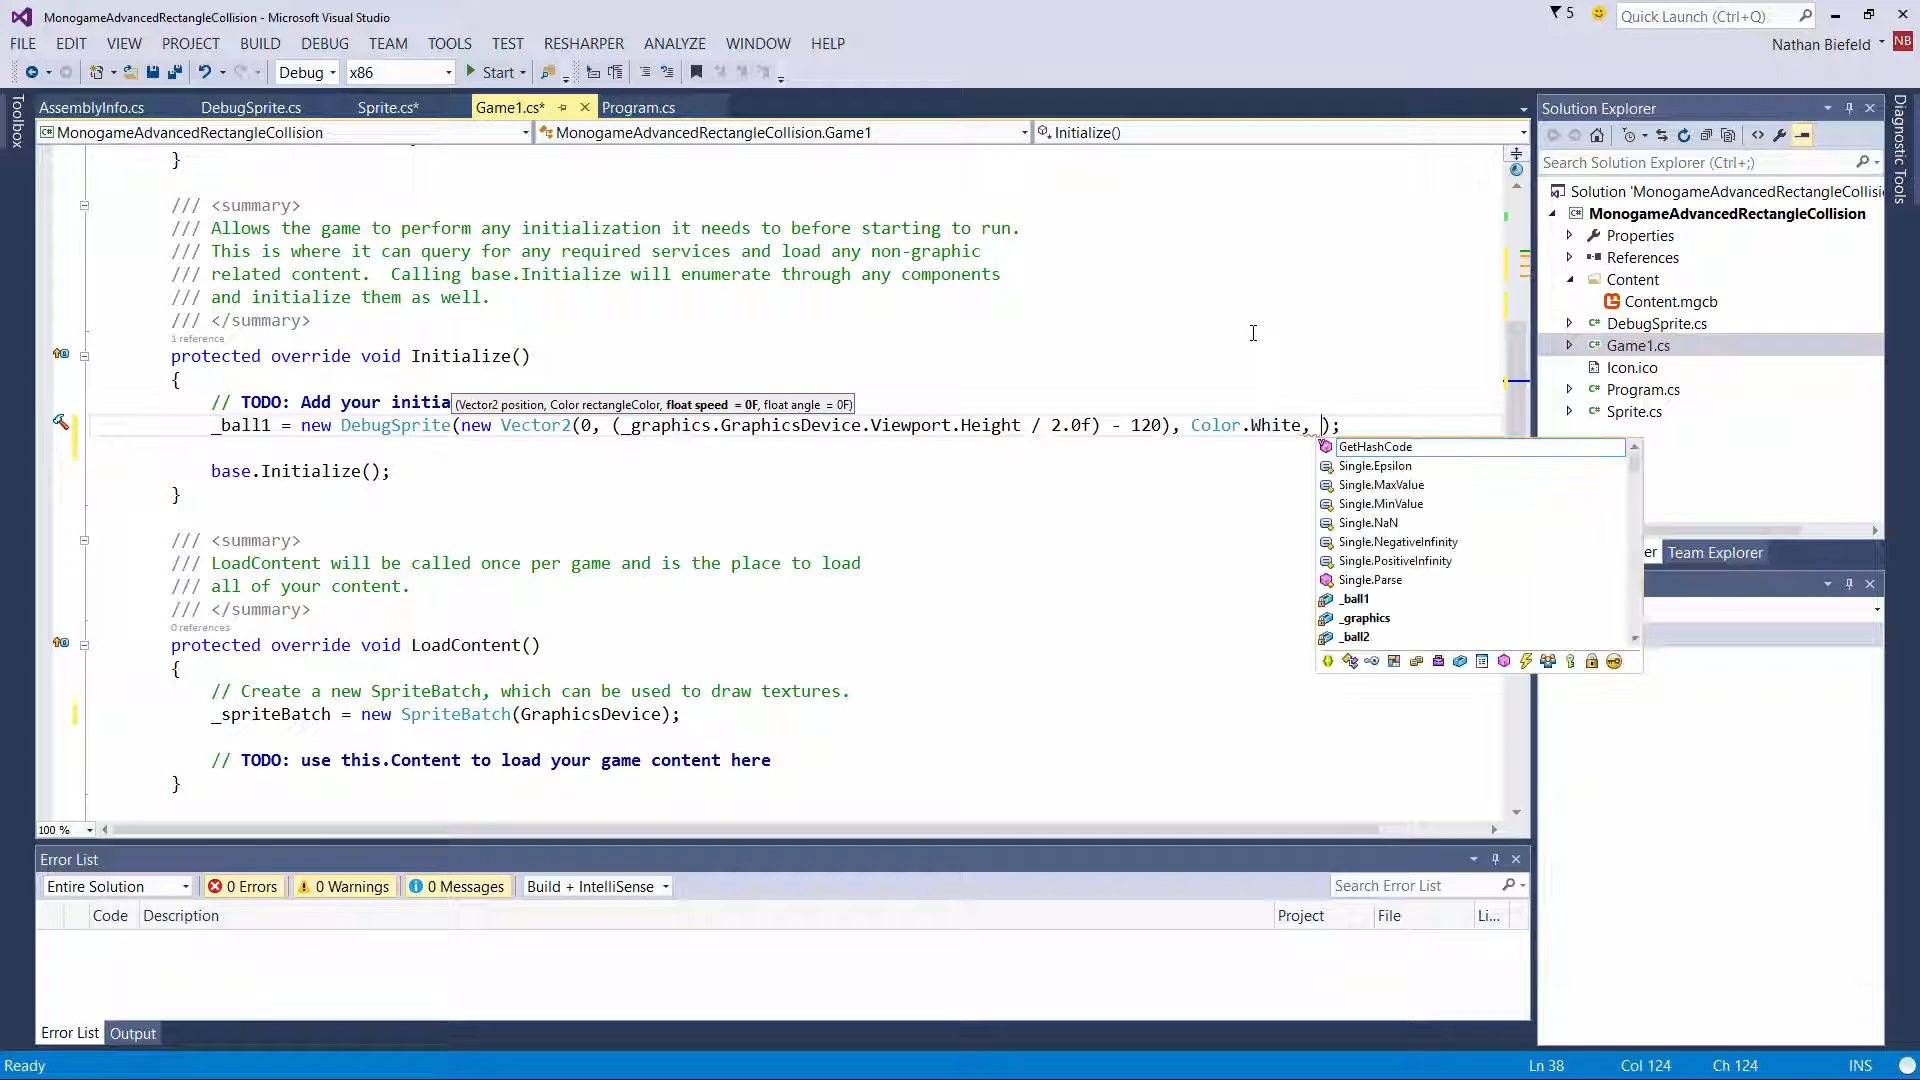 MonogameAdvancedRectangleCollision - Microsoft Visual Studio
5
Quick Launch (Ctrl+Q)
FILE EDIT VIEW PROJECT BUILD DEBUG TEAM TOOLS TEST RESHARPER ANALYZE WINDOW HELP
Nathan Biefeld NB
Debug x86 Start
Toolbox
AssemblyInfo.cs DebugSprite.cs Sprite.cs* Game1.cs* Program.cs
MonogameAdvancedRectangleCollision MonogameAdvancedRectangleCollision.Game1 Initialize()
}
/// <summary>
/// Allows the game to perform any initialization it needs to before starting to run.
/// This is where it can query for any required services and load any non-graphic
/// related content.  Calling base.Initialize will enumerate through any components
/// and initialize them as well.
/// </summary>
1 reference
protected override void Initialize()
{
// TODO: Add your initia
(Vector2 position, Color rectangleColor, float speed = 0F, float angle = 0F)
_ball1 = new DebugSprite(new Vector2(0, (_graphics.GraphicsDevice.Viewport.Height / 2.0f) - 120), Color.White, );
GetHashCode
Single.Epsilon
Single.MaxValue
Single.MinValue
Single.NaN
Single.NegativeInfinity
Single.PositiveInfinity
Single.Parse
_ball1
_graphics
_ball2
base.Initialize();
}
/// <summary>
/// LoadContent will be called once per game and is the place to load
/// all of your content.
/// </summary>
0 references
protected override void LoadContent()
{
// Create a new SpriteBatch, which can be used to draw textures.
_spriteBatch = new SpriteBatch(GraphicsDevice);
// TODO: use this.Content to load your game content here
}
100 %
Solution Explorer
Search Solution Explorer (Ctrl+;)
Solution 'MonogameAdvancedRectangleCollisi
MonogameAdvancedRectangleCollision
Properties
References
Content
Content.mgcb
DebugSprite.cs
Game1.cs
Icon.ico
Program.cs
Sprite.cs
er Team Explorer
Diagnostic Tools
Error List
Entire Solution 0 Errors 0 Warnings 0 Messages Build + IntelliSense Search Error List
Code Description Project File Li...
Error List Output
Ready Ln 38 Col 124 Ch 124 INS